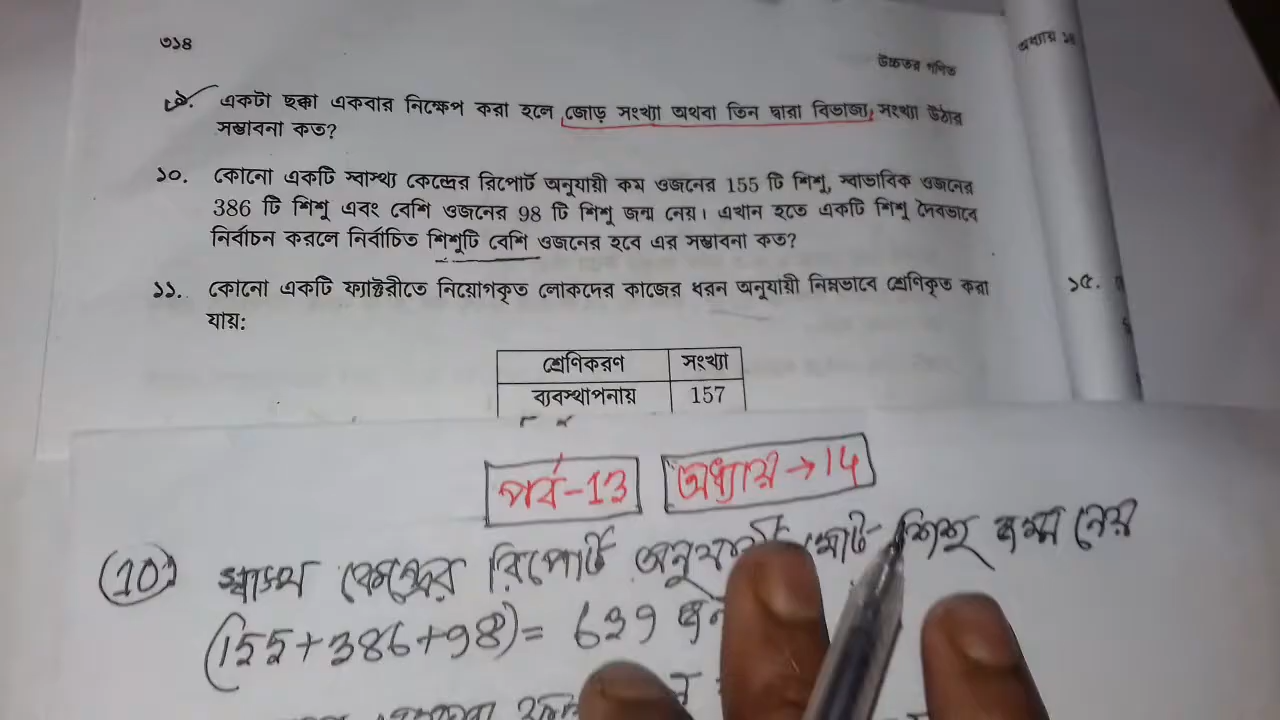 ৩১৪
উচ্চতর গণিত
অধ্যায় ১৪
৯. একটা ছক্কা একবার নিক্ষেপ করা হলে জোড় সংখ্যা অথবা তিন দ্বারা বিভাজ্য সংখ্যা উঠার
সম্ভাবনা কত?
১০. কোনো একটি স্বাস্থ্য কেন্দ্রের রিপোর্ট অনুযায়ী কম ওজনের 155 টি শিশু, স্বাভাবিক ওজনের
386 টি শিশু এবং বেশি ওজনের 98 টি শিশু জন্ম নেয়। এখান হতে একটি শিশু দৈবভাবে
নির্বাচন করলে নির্বাচিত শিশুটি বেশি ওজনের হবে এর সম্ভাবনা কত?
১১. কোনো একটি ফ্যাক্টরীতে নিয়োগকৃত লোকদের কাজের ধরন অনুযায়ী নিম্নভাবে শ্রেণিকৃত করা
যায়:
১৫.
শ্রেণিকরণ সংখ্যা
ব্যবস্থাপনায় 157
পর্ব-13 অধ্যায়→14
(10) স্বাস্থ্য কেন্দ্রের রিপোর্ট মোট শিশু জন্ম নেয়
(155+386+98)= 639